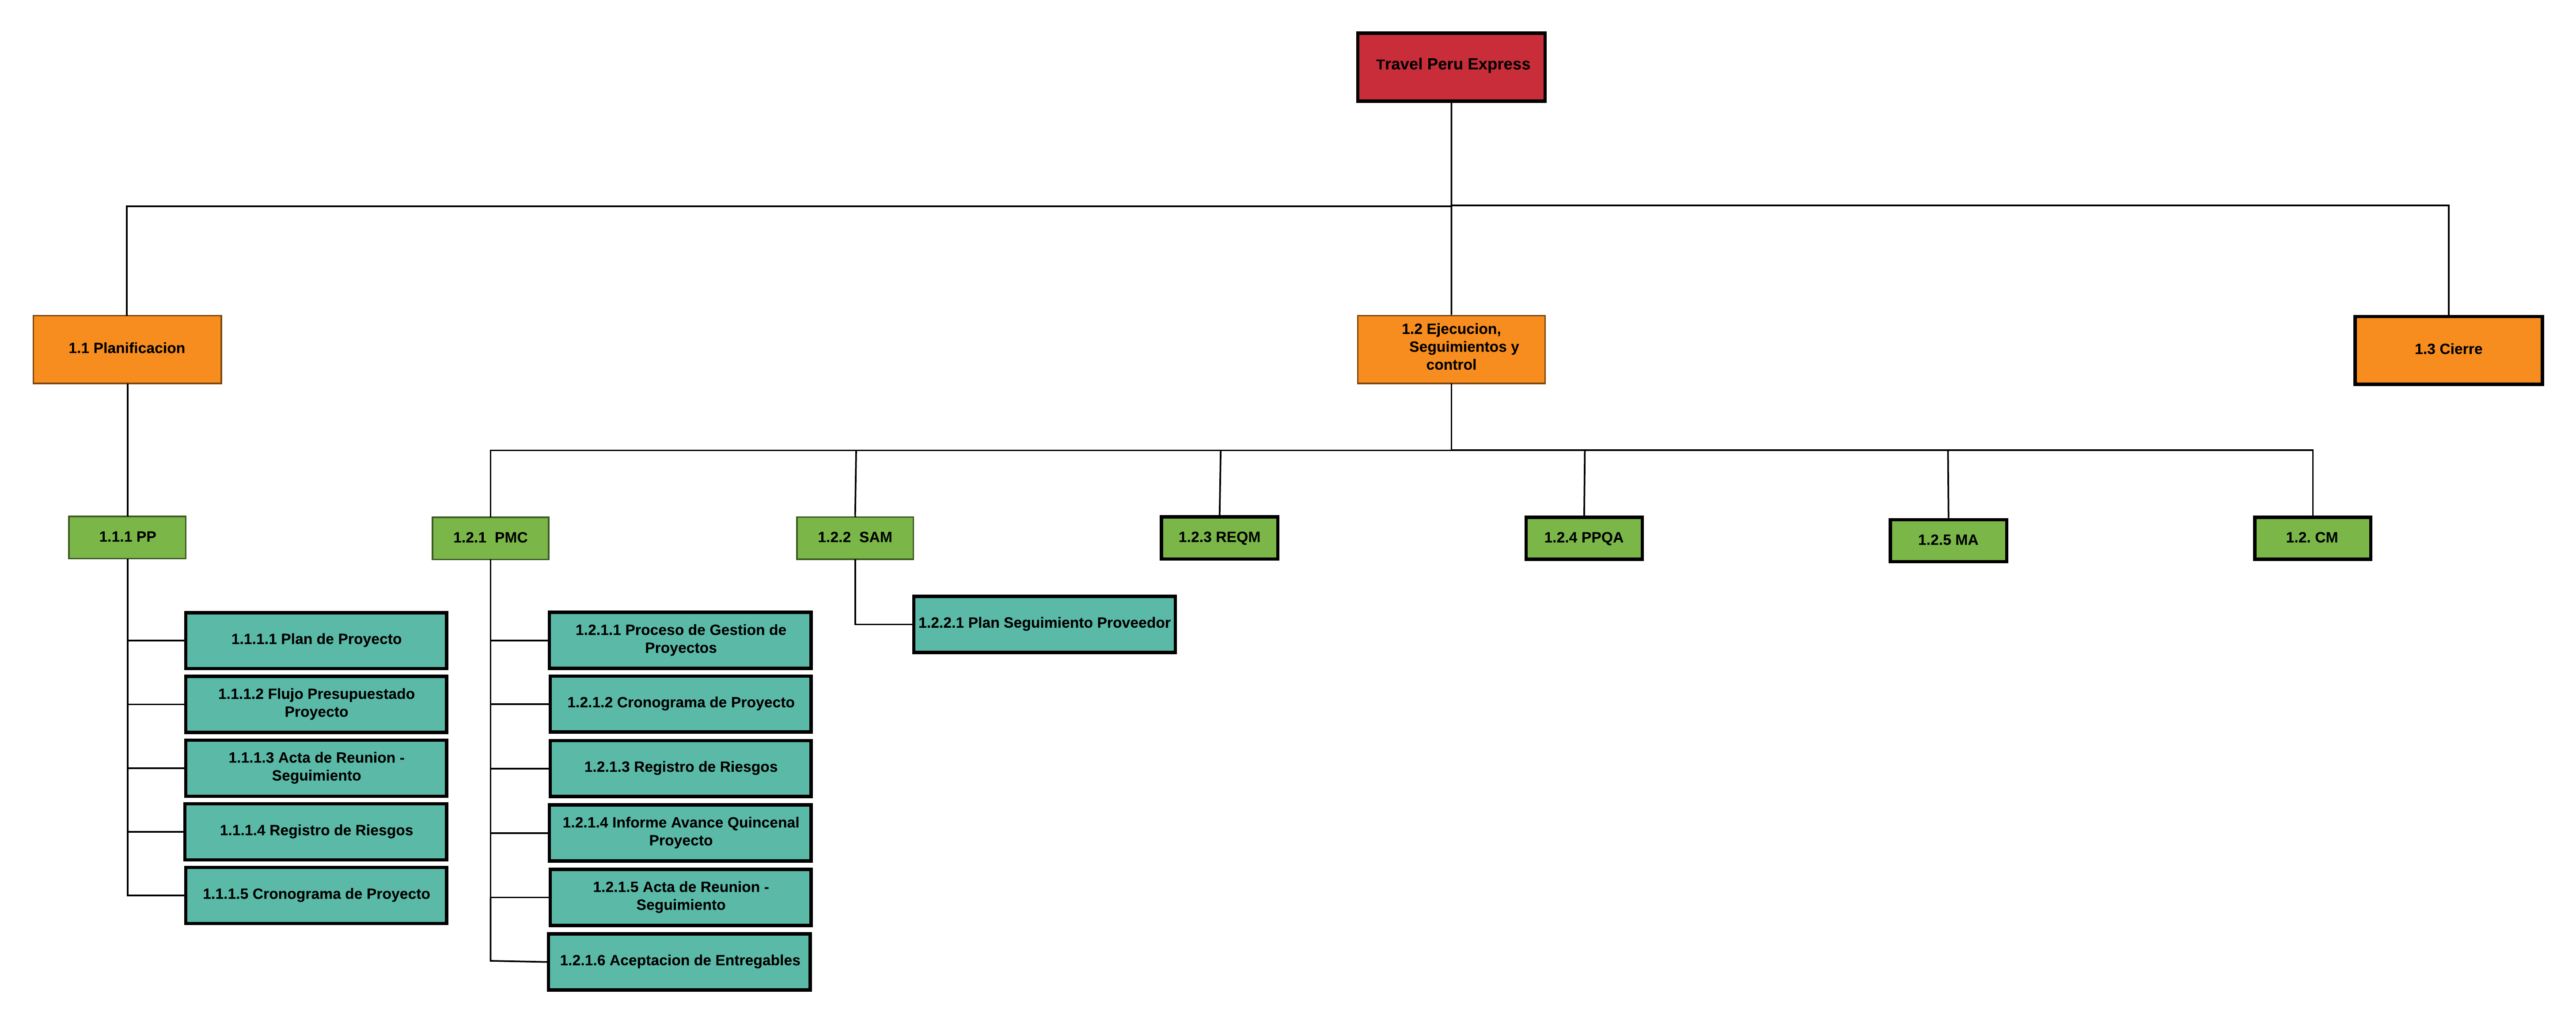 Travel Peru Express
1.1 Planificacion
1.2 Ejecucion,
Seguimientos y
control
1.3 Cierre
1.1.1 PP
1.2.1 PMC
1.2.2 SAM
1.2.3 REQM
1.2.4 PPQA
1.2.5 MA
1.2. CM
1.1.1.1 Plan de Proyecto
1.1.1.2 Flujo Presupuestado
Proyecto
1.1.1.3 Acta de Reunion -
Seguimiento
1.1.1.4 Registro de Riesgos
1.1.1.5 Cronograma de Proyecto
1.2.1.1 Proceso de Gestion de
Proyectos
1.2.1.2 Cronograma de Proyecto
1.2.1.3 Registro de Riesgos
1.2.1.4 Informe Avance Quincenal
Proyecto
1.2.1.5 Acta de Reunion -
Seguimiento
1.2.1.6 Aceptacion de Entregables
1.2.2.1 Plan Seguimiento Proveedor